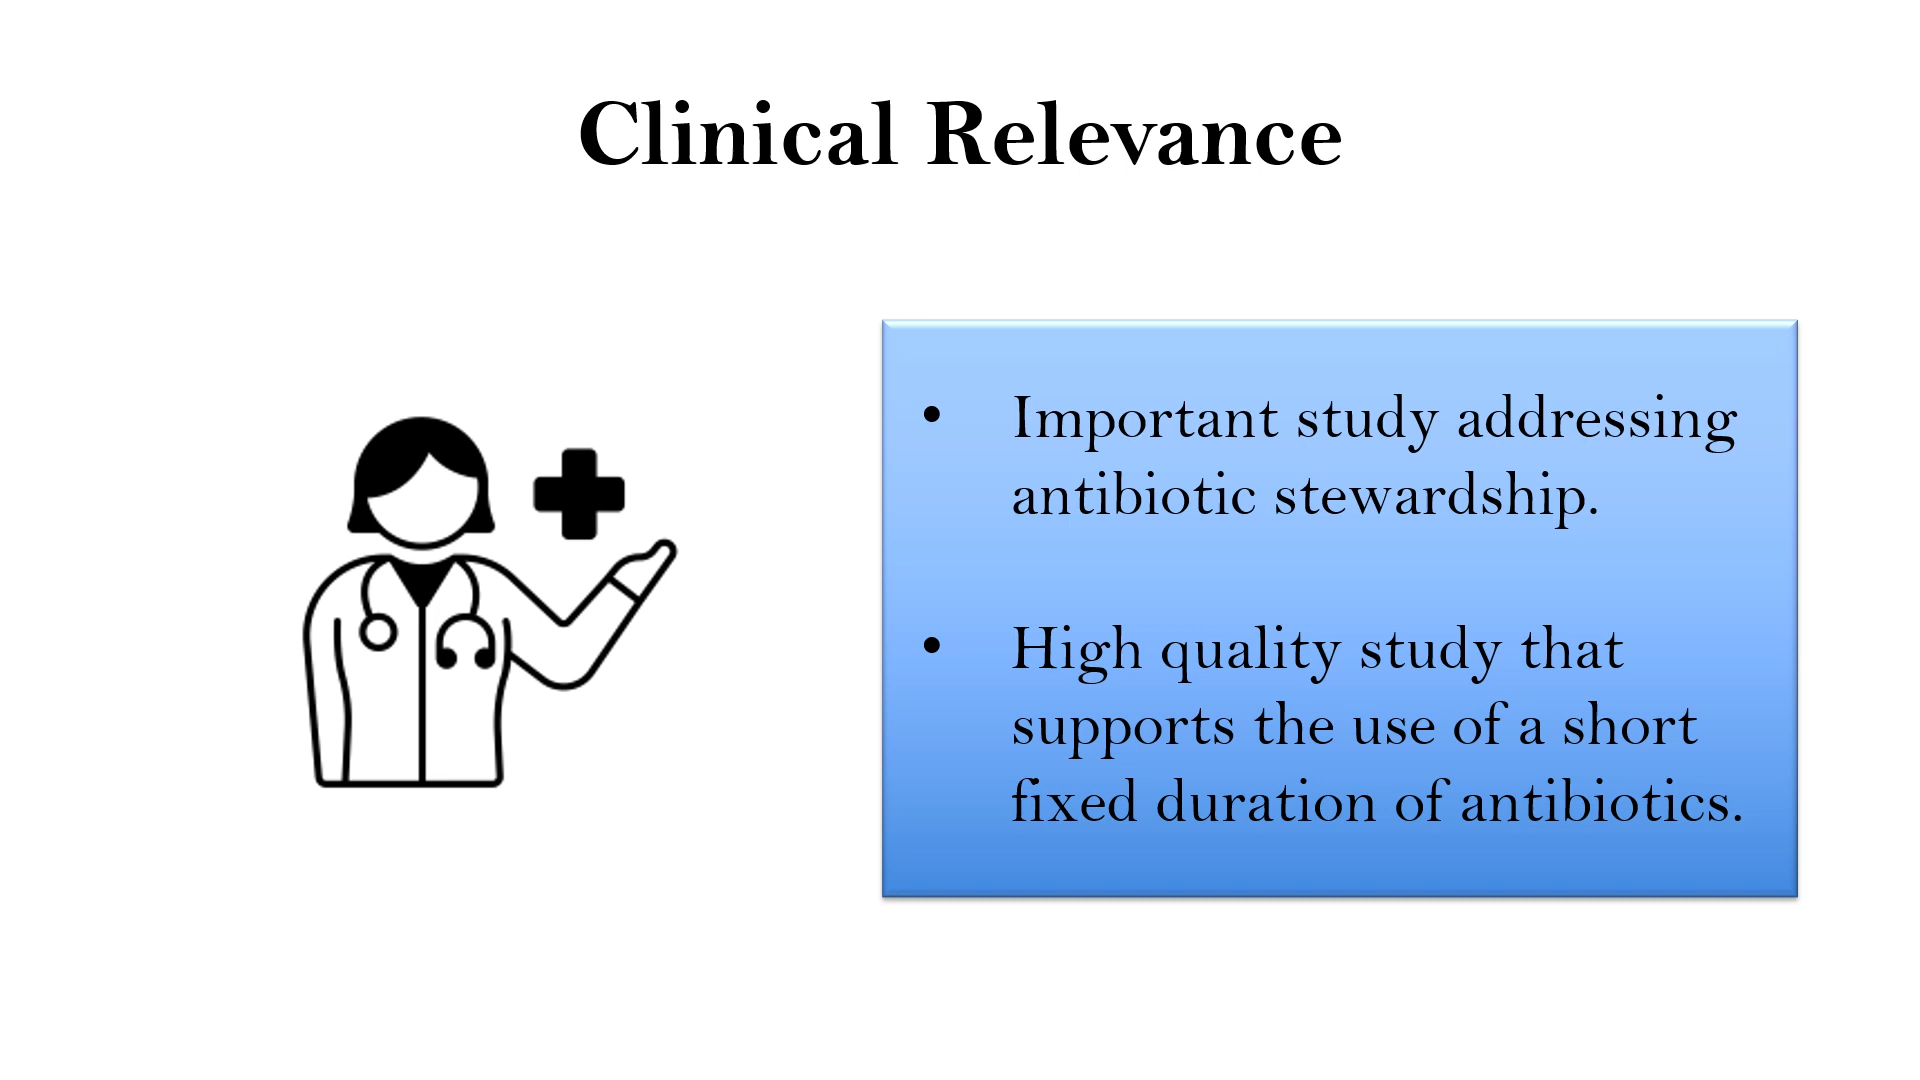 Clinical Relevance
• Important study addressing
antibiotic stewardship.
• High quality study that
supports the use of a short
fixed duration of antibiotics.